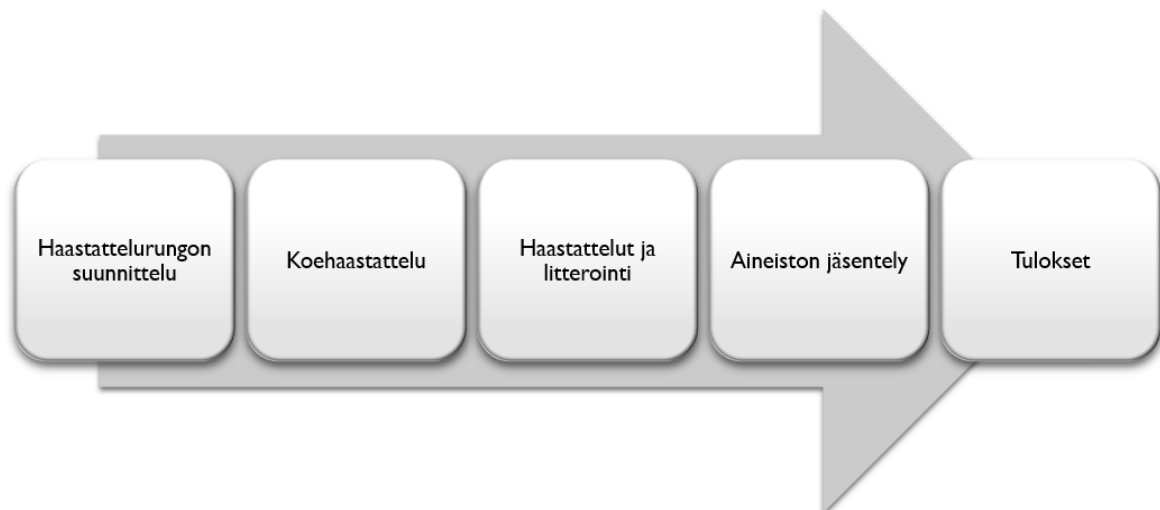 Haastattelurungon
suunnittelu
Koehaastattelu
Haastattelut ja
litterointi
Aineiston jäsentely
Tulokset